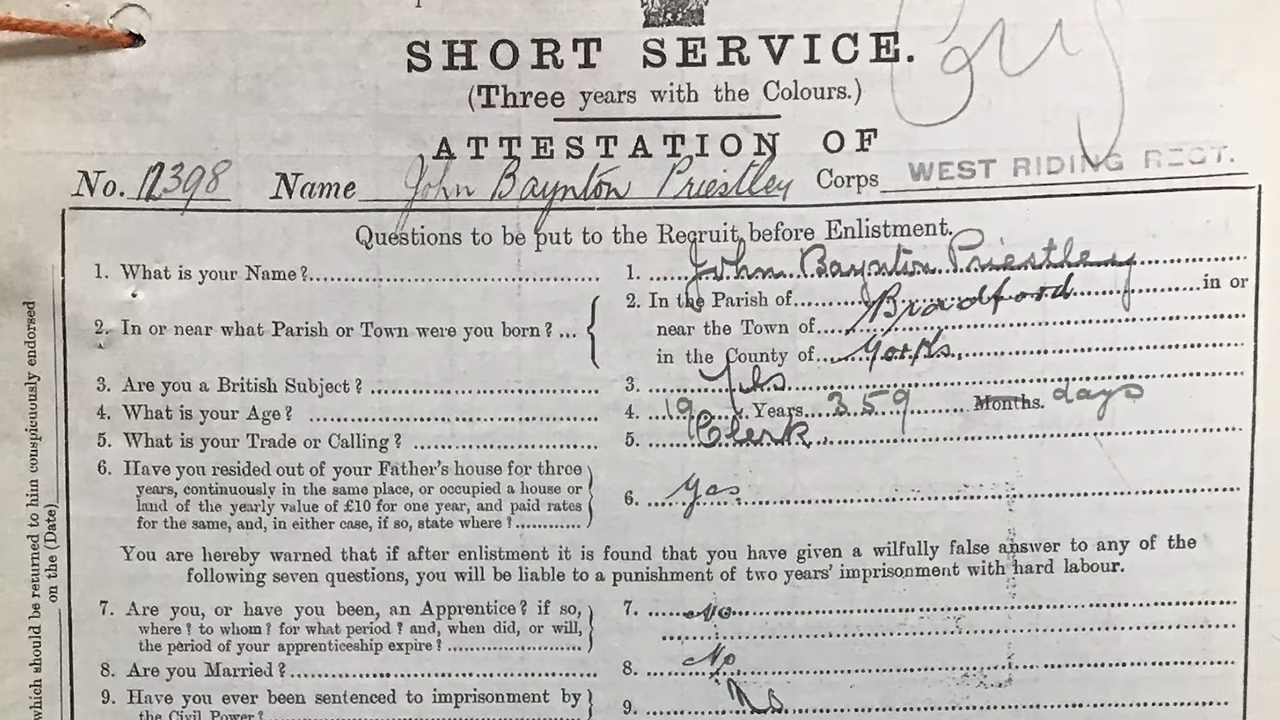 SHORT SERVICE.
(Three years with the Colours.)
ATTESTATION OF
No. 12398 Name John Baynton Priestley Corps WEST RIDING REGT.
Questions to be put to the Recruit before Enlistment.
1. What is your Name?.......... 1. John Baynton Priestley
2. In or near what Parish or Town were you born? ... 2. In the Parish of Bradford in or
near the Town of
in the County of Yorks.
3. Are you a British Subject? .......... 3. Yes
4. What is your Age? .......... 4. 19 Years 359 Months. days
5. What is your Trade or Calling? .......... 5. Clerk
6. Have you resided out of your Father's house for three
years, continuously in the same place, or occupied a house or
land of the yearly value of £10 for one year, and paid rates
for the same, and, in either case, if so, state where? .......... 6. Yes
You are hereby warned that if after enlistment it is found that you have given a wilfully false answer to any of the
following seven questions, you will be liable to a punishment of two years' imprisonment with hard labour.
7. Are you, or have you been, an Apprentice? if so, 7. No
where? to whom? for what period? and, when did, or will,
the period of your apprenticeship expire? ..........
8. Are you Married?.......... 8. No
9. Have you ever been sentenced to imprisonment by 9. No
the Civil Power?
which should be returned to him conspicuously endorsed
on the (Date)